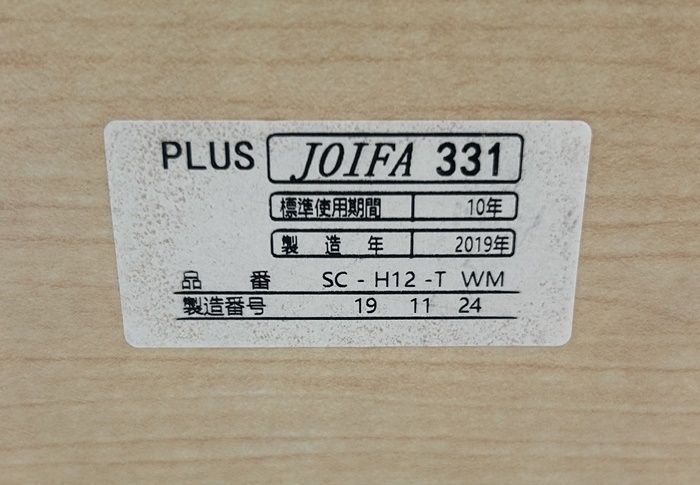 PLUS JOIFA 331
標準使用期間 10年
製造年 2019年
品番 SC - H12 -T WM
製造番号 19 11 24